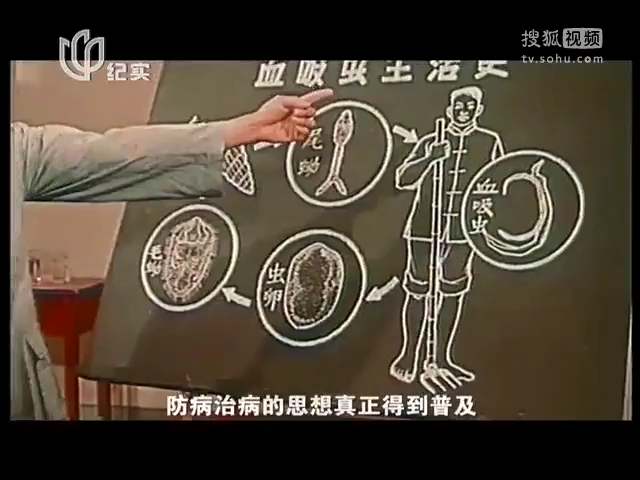 纪实
搜狐视频
tv.sohu.com
血吸虫生活史
尾蚴
血吸虫
毛蚴
虫卵
防病治病的思想真正得到普及